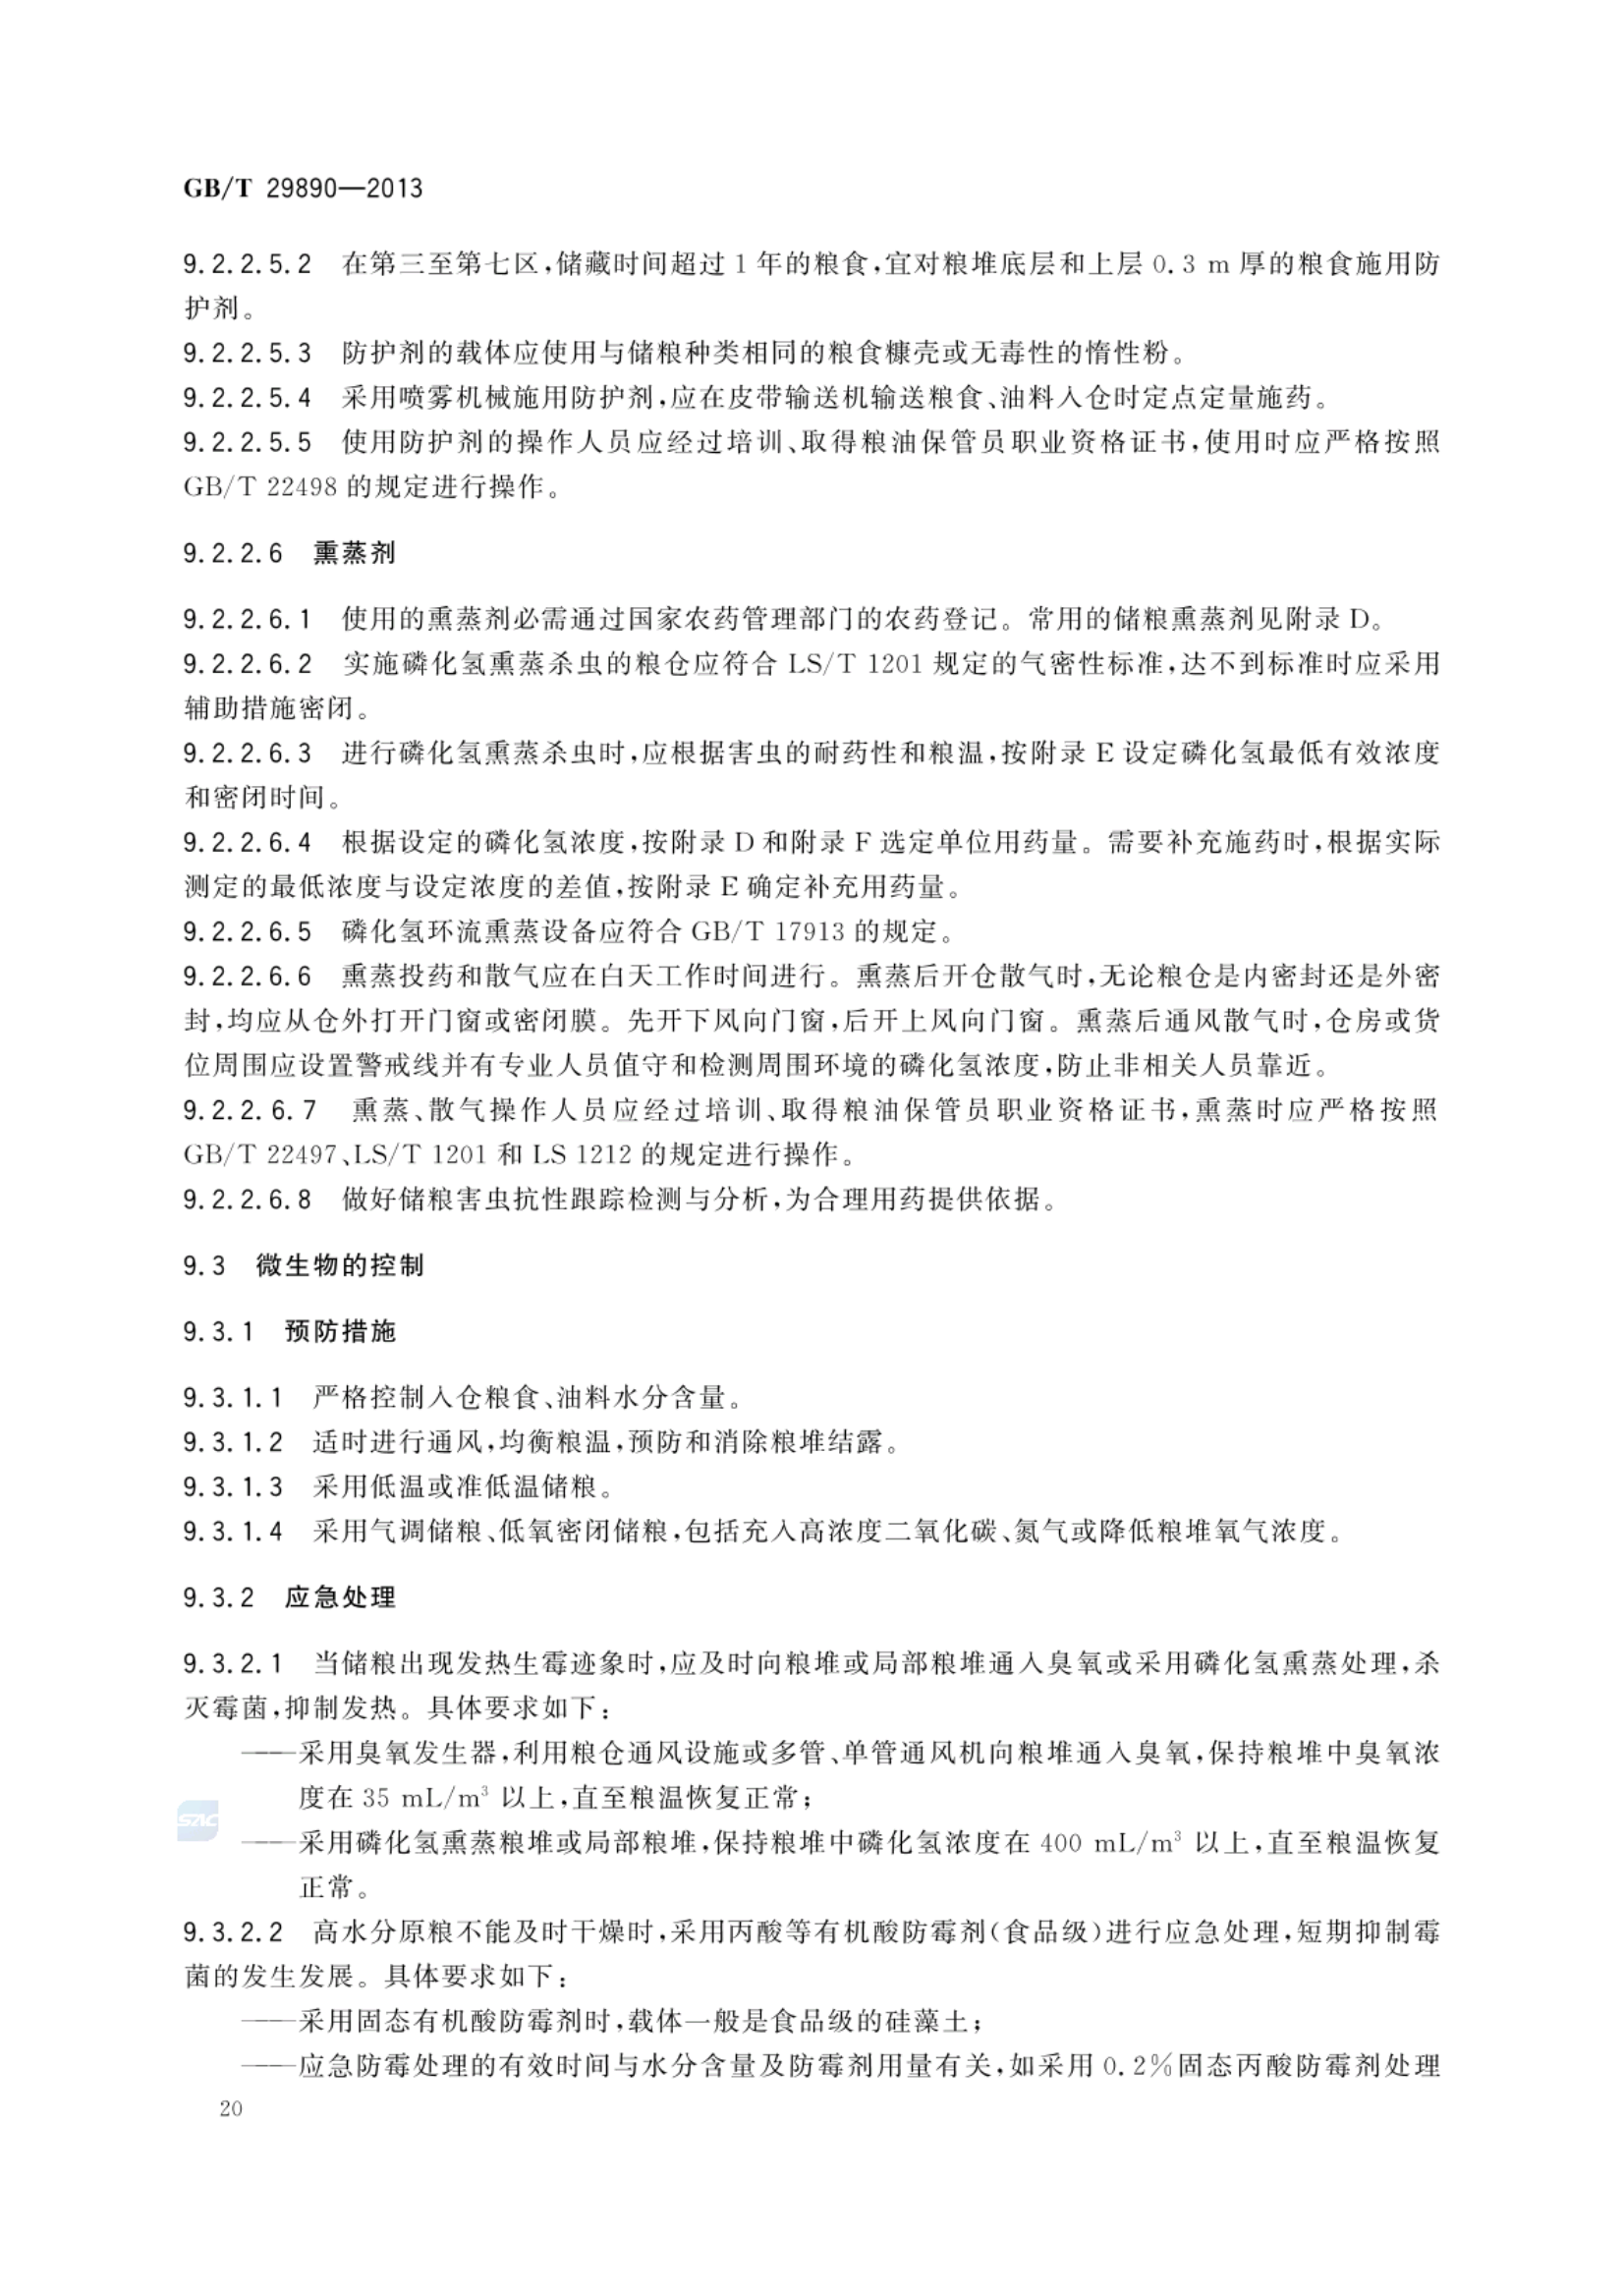 GB/T 29890—2013
9.2.2.5.2 在第三至第七区,储藏时间超过1年的粮食,宜对粮堆底层和上层0.3 m厚的粮食施用防
护剂。
9.2.2.5.3 防护剂的载体应使用与储粮种类相同的粮食糠壳或无毒性的惰性粉。
9.2.2.5.4 采用喷雾机械施用防护剂,应在皮带输送机输送粮食、油料入仓时定点定量施药。
9.2.2.5.5 使用防护剂的操作人员应经过培训、取得粮油保管员职业资格证书,使用时应严格按照
GB/T 22498的规定进行操作。
9.2.2.6 熏蒸剂
9.2.2.6.1 使用的熏蒸剂必需通过国家农药管理部门的农药登记。常用的储粮熏蒸剂见附录D。
9.2.2.6.2 实施磷化氢熏蒸杀虫的粮仓应符合LS/T 1201规定的气密性标准,达不到标准时应采用
辅助措施密闭。
9.2.2.6.3 进行磷化氢熏蒸杀虫时,应根据害虫的耐药性和粮温,按附录E设定磷化氢最低有效浓度
和密闭时间。
9.2.2.6.4 根据设定的磷化氢浓度,按附录D和附录F选定单位用药量。需要补充施药时,根据实际
测定的最低浓度与设定浓度的差值,按附录E确定补充用药量。
9.2.2.6.5 磷化氢环流熏蒸设备应符合GB/T 17913的规定。
9.2.2.6.6 熏蒸投药和散气应在白天工作时间进行。熏蒸后开仓散气时,无论粮仓是内密封还是外密
封,均应从仓外打开门窗或密闭膜。先开下风向门窗,后开上风向门窗。熏蒸后通风散气时,仓房或货
位周围应设置警戒线并有专业人员值守和检测周围环境的磷化氢浓度,防止非相关人员靠近。
9.2.2.6.7 熏蒸、散气操作人员应经过培训、取得粮油保管员职业资格证书,熏蒸时应严格按照
GB/T 22497、LS/T 1201和LS 1212的规定进行操作。
9.2.2.6.8 做好储粮害虫抗性跟踪检测与分析,为合理用药提供依据。
9.3 微生物的控制
9.3.1 预防措施
9.3.1.1 严格控制入仓粮食、油料水分含量。
9.3.1.2 适时进行通风,均衡粮温,预防和消除粮堆结露。
9.3.1.3 采用低温或准低温储粮。
9.3.1.4 采用气调储粮、低氧密闭储粮,包括充入高浓度二氧化碳、氮气或降低粮堆氧气浓度。
9.3.2 应急处理
9.3.2.1 当储粮出现发热生霉迹象时,应及时向粮堆或局部粮堆通入臭氧或采用磷化氢熏蒸处理,杀
灭霉菌,抑制发热。具体要求如下:
——采用臭氧发生器,利用粮仓通风设施或多管、单管通风机向粮堆通入臭氧,保持粮堆中臭氧浓
度在35 mL/m³以上,直至粮温恢复正常;
SAC
——采用磷化氢熏蒸粮堆或局部粮堆,保持粮堆中磷化氢浓度在400 mL/m³以上,直至粮温恢复
正常。
9.3.2.2 高水分原粮不能及时干燥时,采用丙酸等有机酸防霉剂(食品级)进行应急处理,短期抑制霉
菌的发生发展。具体要求如下:
——采用固态有机酸防霉剂时,载体一般是食品级的硅藻土;
——应急防霉处理的有效时间与水分含量及防霉剂用量有关,如采用0.2%固态丙酸防霉剂处理
20